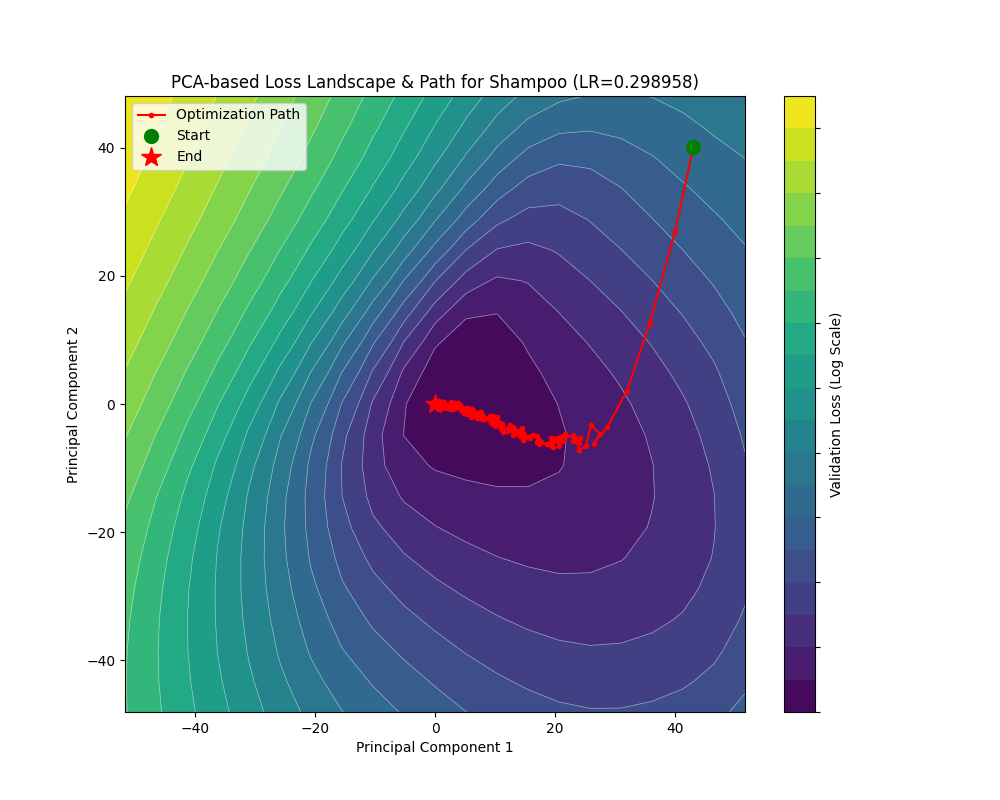 PCA-based Loss Landscape & Path for Shampoo (LR=0.298958)
Optimization Path
Start
End
40
20
0
−20
−40
Principal Component 2
−40
−20
0
20
40
Principal Component 1
Validation Loss (Log Scale)